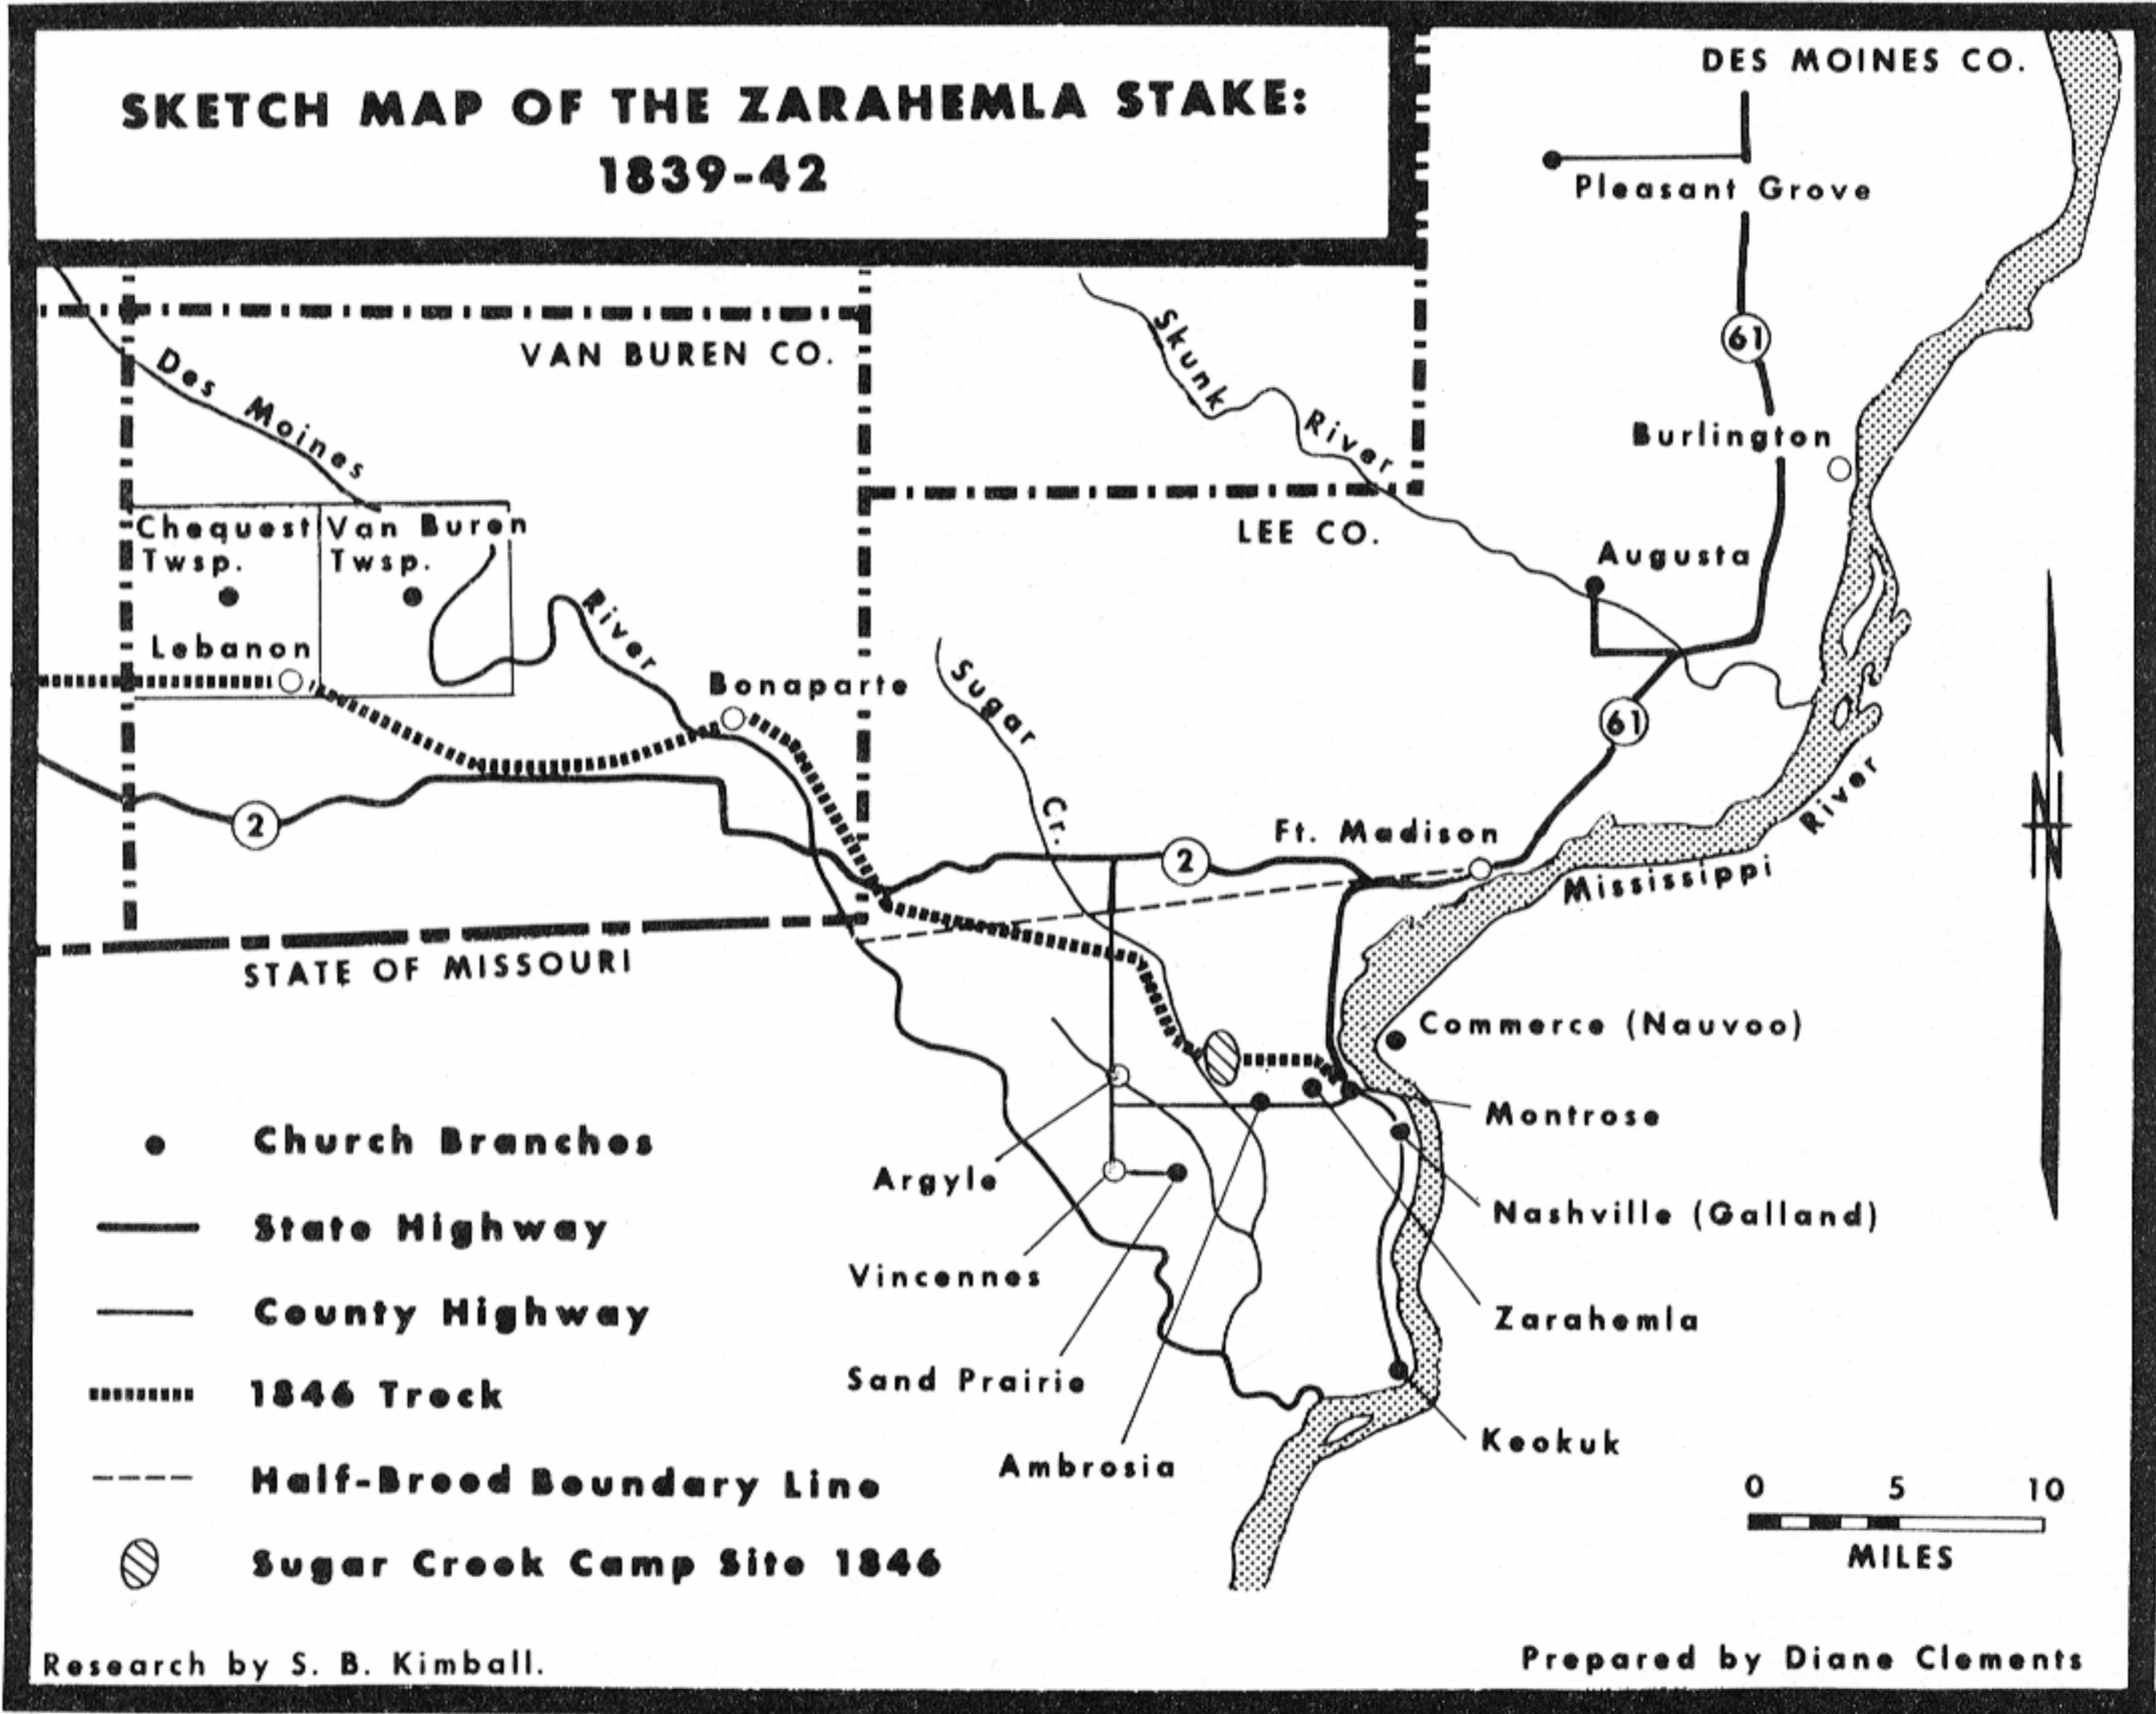 SKETCH MAP OF THE ZARAHEMLA STAKE:
1839-42
DES MOINES CO.
Pleasant Grove
61
Burlington
VAN BUREN CO.
Des Moines
River
Skunk
River
LEE CO.
Augusta
Chequest
Twsp.
Van Buren
Twsp.
Lebanon
Bonaparte
Sugar
Cr.
61
2
2
Ft. Madison
Mississippi
River
N
STATE OF MISSOURI
Commerce (Nauvoo)
Montrose
Argyle
Nashville (Galland)
Vincennes
Zarahemla
Sand Prairie
Keokuk
Ambrosia
Church Branches
State Highway
County Highway
1846 Track
Half-Breed Boundary Line
Sugar Creek Camp Site 1846
0 5 10
MILES
Research by S. B. Kimball.
Prepared by Diane Clements